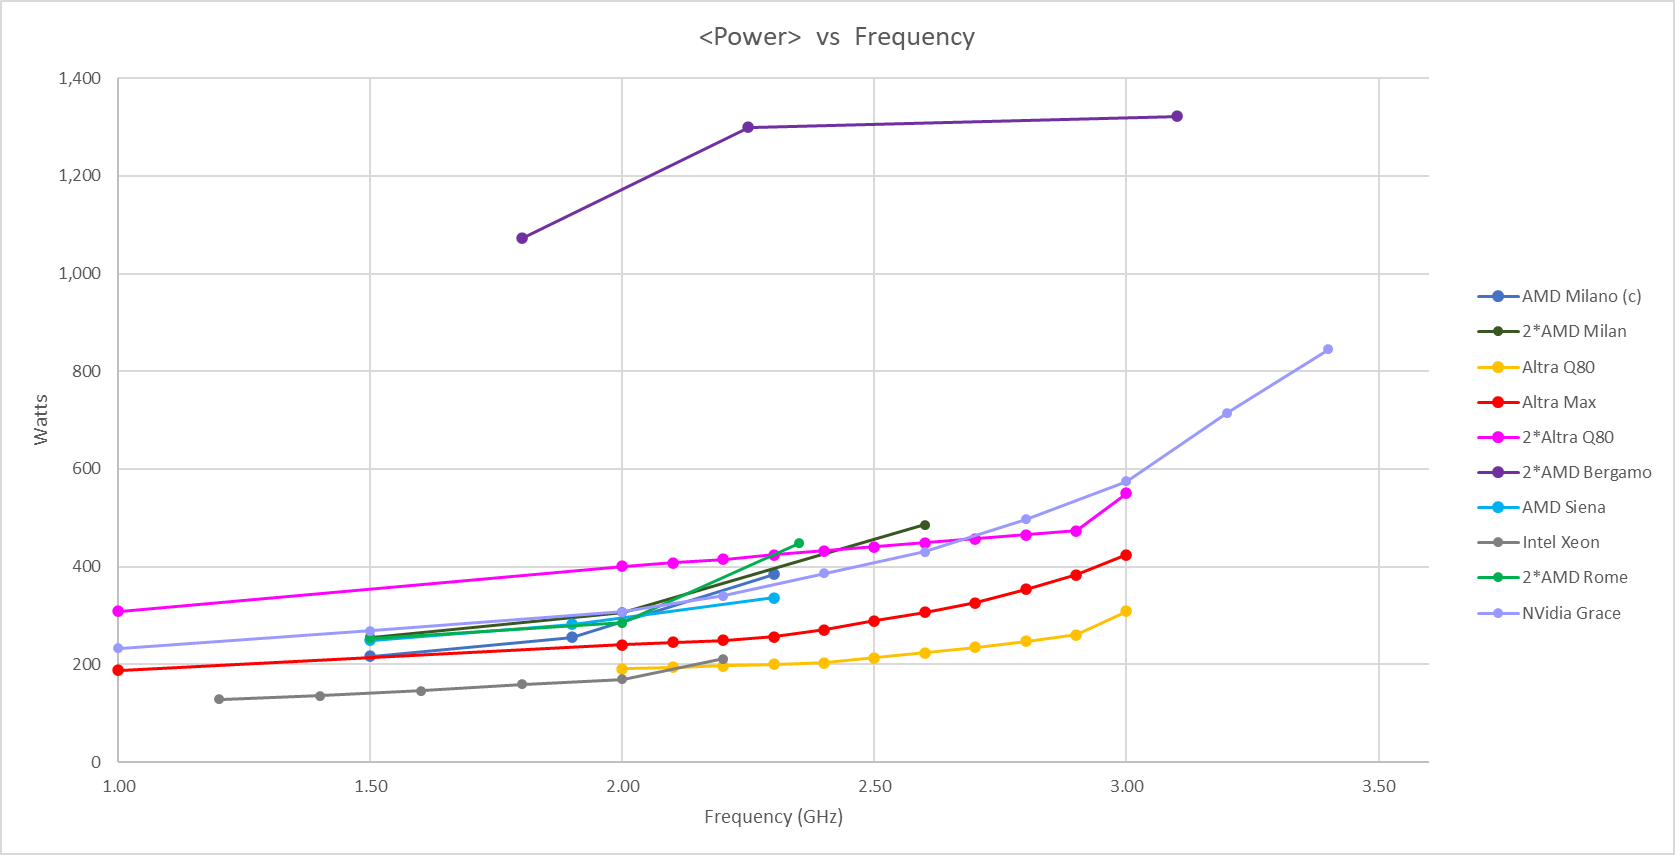 <Power> vs Frequency
1,400
1,200
1,000
800
600
400
200
0
Watts
1.00 1.50 2.00 2.50 3.00 3.50
Frequency (GHz)
AMD Milano (c)
2*AMD Milan
Altra Q80
Altra Max
2*Altra Q80
2*AMD Bergamo
AMD Siena
Intel Xeon
2*AMD Rome
NVidia Grace